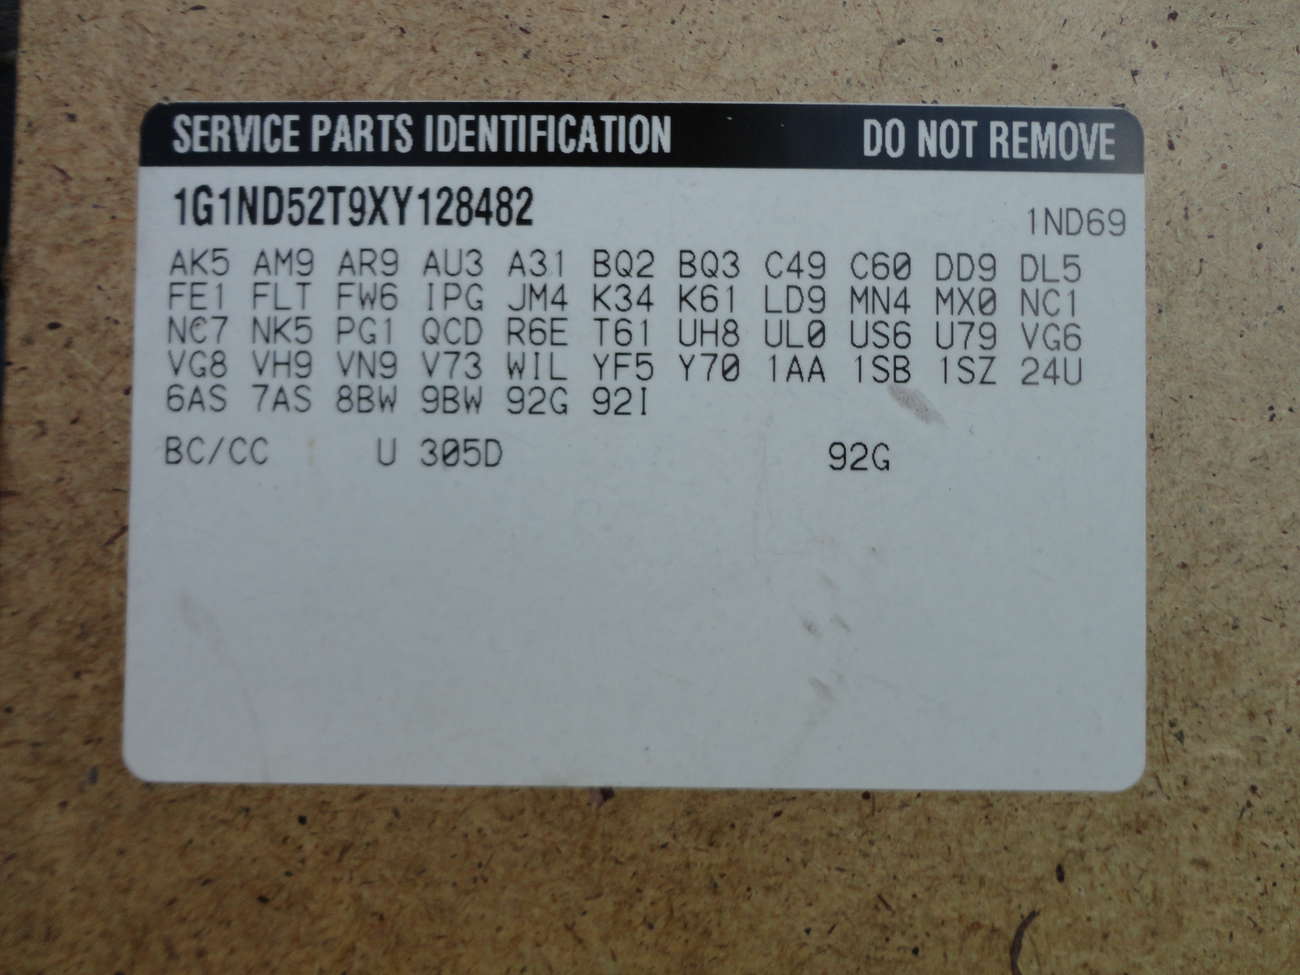 SERVICE PARTS IDENTIFICATION DO NOT REMOVE
1G1ND52T9XY128482 1ND69
AK5 AM9 AR9 AU3 A31 BQ2 BQ3 C49 C60 DD9 DL5
FE1 FLT FW6 IPG JM4 K34 K61 LD9 MN4 MX0 NC1
NC7 NK5 PG1 QCD R6E T61 UH8 UL0 US6 U79 VG6
VG8 VH9 VN9 V73 WIL YF5 Y70 1AA 1SB 1SZ 24U
6AS 7AS 8BW 9BW 92G 92I
BC/CC U 305D 92G